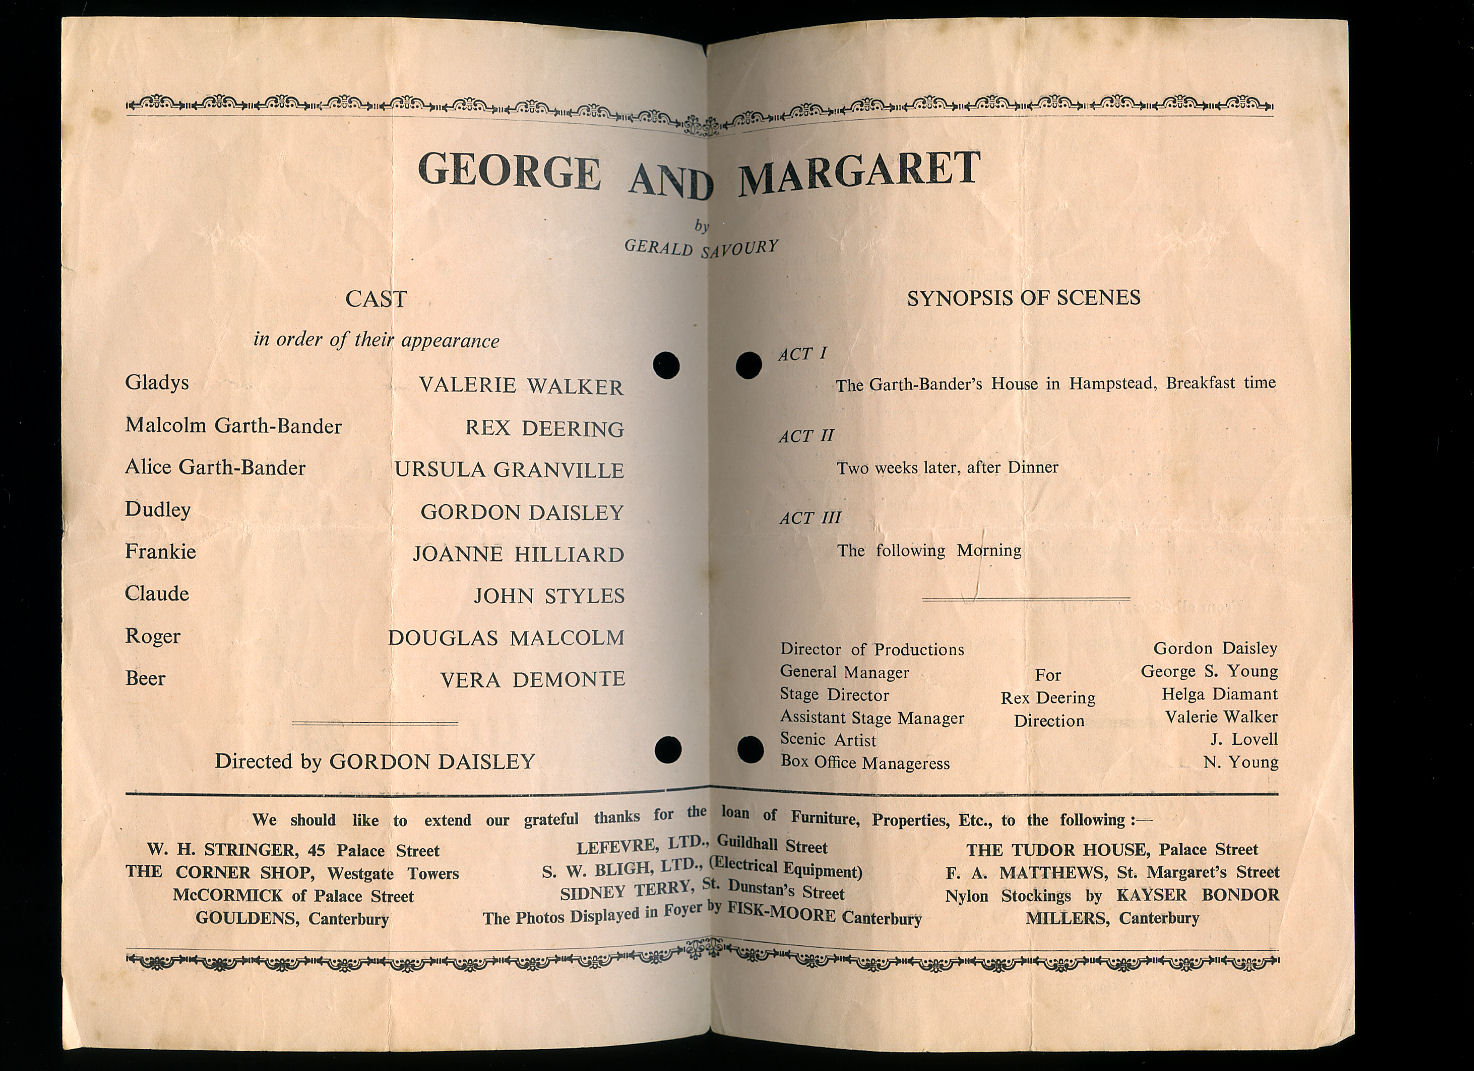 GEORGE AND MARGARET
by
GERALD SAVOURY
CAST
in order of their appearance
Gladys VALERIE WALKER
Malcolm Garth-Bander REX DEERING
Alice Garth-Bander URSULA GRANVILLE
Dudley GORDON DAISLEY
Frankie JOANNE HILLIARD
Claude JOHN STYLES
Roger DOUGLAS MALCOLM
Beer VERA DEMONTE
Directed by GORDON DAISLEY
SYNOPSIS OF SCENES
ACT I
The Garth-Bander's House in Hampstead, Breakfast time
ACT II
Two weeks later, after Dinner
ACT III
The following Morning
Director of Productions Gordon Daisley
General Manager For George S. Young
Stage Director Rex Deering Helga Diamant
Assistant Stage Manager Direction Valerie Walker
Scenic Artist J. Lovell
Box Office Manageress N. Young
We should like to extend our grateful thanks for the loan of Furniture, Properties, Etc., to the following :—
W. H. STRINGER, 45 Palace Street
THE CORNER SHOP, Westgate Towers
McCORMICK of Palace Street
GOULDENS, Canterbury
LEFEVRE, LTD., Guildhall Street
S. W. BLIGH, LTD., (Electrical Equipment)
SIDNEY TERRY, St. Dunstan's Street
The Photos Displayed in Foyer by FISK-MOORE Canterbury
THE TUDOR HOUSE, Palace Street
F. A. MATTHEWS, St. Margaret's Street
Nylon Stockings by KAYSER BONDOR
MILLERS, Canterbury